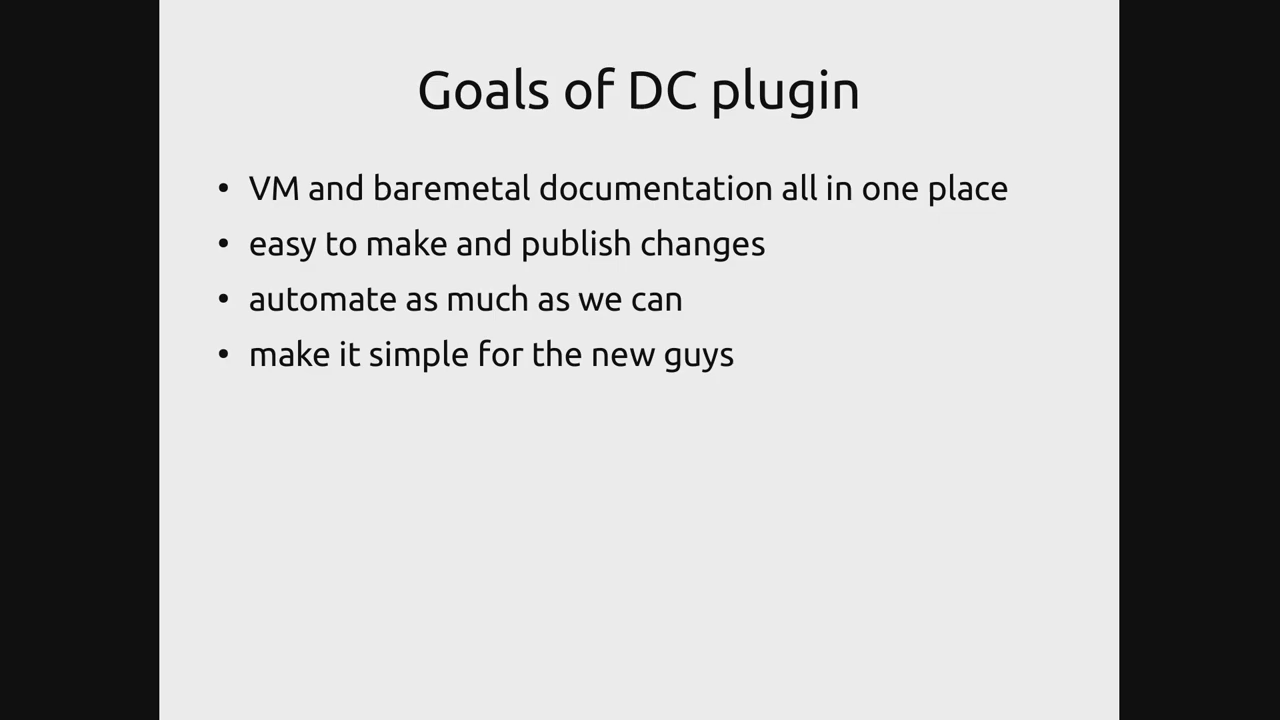 Goals of DC plugin
• VM and baremetal documentation all in one place
• easy to make and publish changes
• automate as much as we can
• make it simple for the new guys